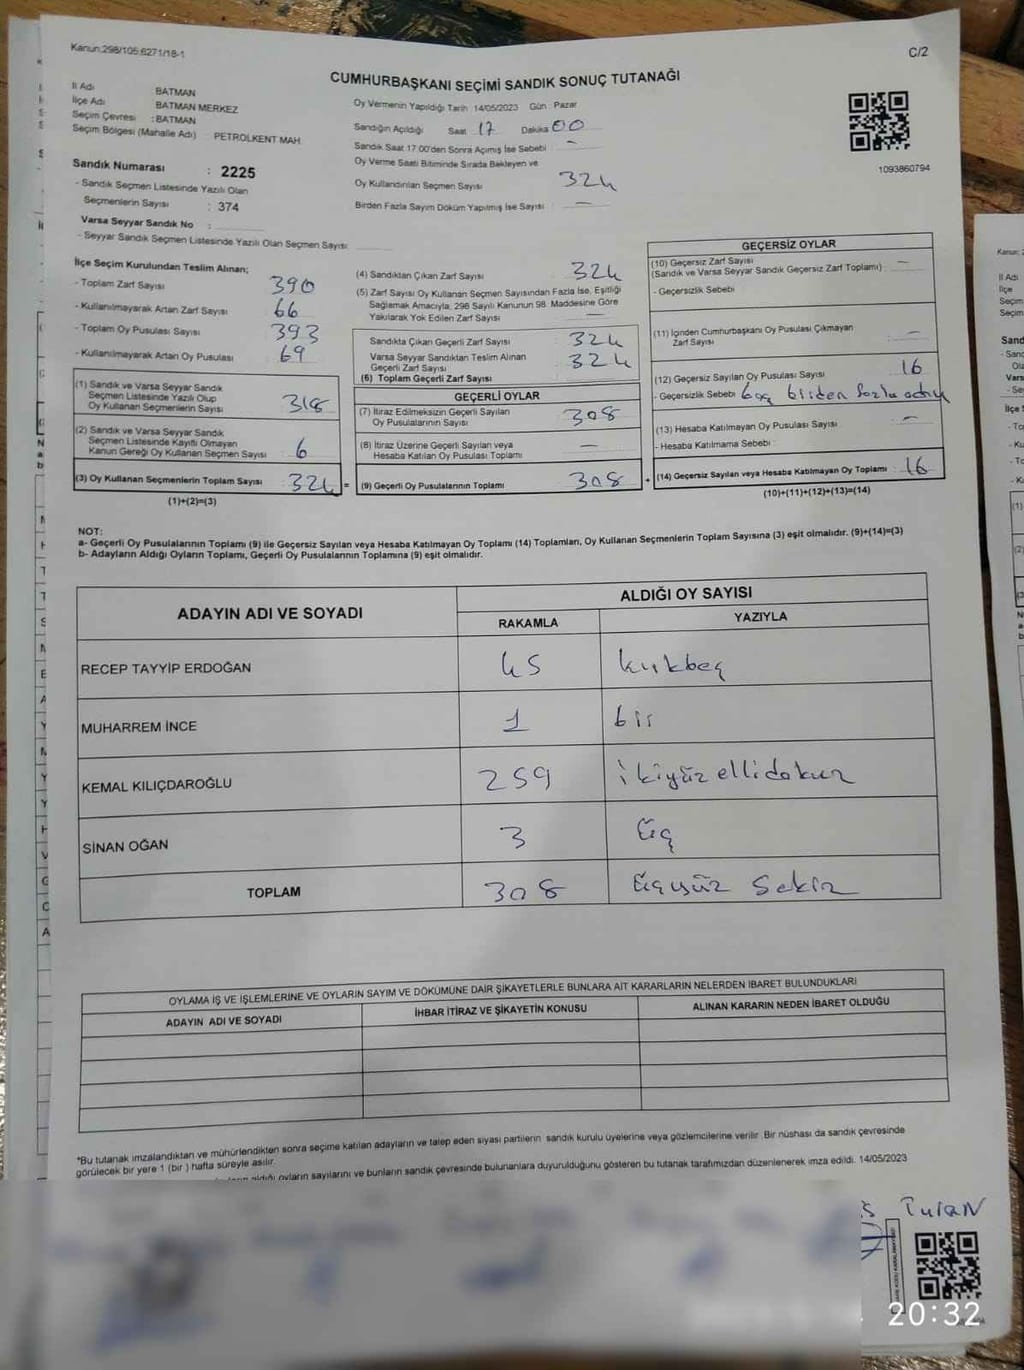 Kanun:298/105.6271/18-1
C/2
CUMHURBAŞKANI SEÇİMİ SANDIK SONUÇ TUTANAĞI
İl Adı BATMAN
İlçe Adı BATMAN MERKEZ
Seçim Çevresi : BATMAN
Seçim Bölgesi (Mahalle Adı) : PETROLKENT MAH
Sandık Numarası : 2225
- Sandık Seçmen Listesinde Yazılı Olan
Seçmenlerin Sayısı : 374
Varsa Seyyar Sandık No :
- Seyyar Sandık Seçmen Listesinde Yazılı Olan Seçmen Sayısı:
Oy Vermenin Yapıldığı Tarih : 14/05/2023 Gün : Pazar
Sandığın Açıldığı Saat 17 Dakika 00
Sandık Saat 17:00'den Sonra Açılmış İse Sebebi —
Oy Verme Saati Bitiminde Sırada Bekleyen ve
Oy Kullandırılan Seçmen Sayısı 324
Birden Fazla Sayım Döküm Yapılmış İse Sayısı : —
1093860794
İlçe Seçim Kurulundan Teslim Alınan;
- Toplam Zarf Sayısı 390
- Kullanılmayarak Artan Zarf Sayısı 66
- Toplam Oy Pusulası Sayısı 393
- Kullanılmayarak Artan Oy Pusulası 69
(1) Sandık ve Varsa Seyyar Sandık
Seçmen Listesinde Yazılı Olup
Oy Kullanan Seçmenlerin Sayısı 318
(2) Sandık ve Varsa Seyyar Sandık
Seçmen Listesinde Kayıtlı Olmayan
Kanun Gereği Oy Kullanan Seçmen Sayısı 6
(3) Oy Kullanan Seçmenlerin Toplam Sayısı 324 =
(1)+(2)=(3)
(4) Sandıktan Çıkan Zarf Sayısı 324
(5) Zarf Sayısı Oy Kullanan Seçmen Sayısından Fazla İse, Eşitliği
Sağlamak Amacıyla, 298 Sayılı Kanunun 98. Maddesine Göre
Yakılarak Yok Edilen Zarf Sayısı —
Sandıkta Çıkan Geçerli Zarf Sayısı 324
Varsa Seyyar Sandıktan Teslim Alınan
Geçerli Zarf Sayısı 324
(6) Toplam Geçerli Zarf Sayısı
GEÇERLİ OYLAR
(7) İtiraz Edilmeksizin Geçerli Sayılan
Oy Pusulalarının Sayısı 308
(8) İtiraz Üzerine Geçerli Sayılan veya
Hesaba Katılan Oy Pusulası Toplamı —
(9) Geçerli Oy Pusulalarının Toplamı 308 +
GEÇERSİZ OYLAR
(10) Geçersiz Zarf Sayısı
(Sandık ve Varsa Seyyar Sandık Geçersiz Zarf Toplamı) : —
- Geçersizlik Sebebi
(11) İçinden Cumhurbaşkanı Oy Pusulası Çıkmayan
Zarf Sayısı : —
(12) Geçersiz Sayılan Oy Pusulası Sayısı 16
- Geçersizlik Sebebi boş birden fazla aday
(13) Hesaba Katılmayan Oy Pusulası Sayısı : —
- Hesaba Katılmama Sebebi :
(14) Geçersiz Sayılan veya Hesaba Katılmayan Oy Toplamı : 16
(10)+(11)+(12)+(13)=(14)
NOT:
a- Geçerli Oy Pusulalarının Toplamı (9) ile Geçersiz Sayılan veya Hesaba Katılmayan Oy Toplamı (14) Toplamları, Oy Kullanan Seçmenlerin Toplam Sayısına (3) eşit olmalıdır. (9)+(14)=(3)
b- Adayların Aldığı Oyların Toplamı, Geçerli Oy Pusulalarının Toplamına (9) eşit olmalıdır.
ADAYIN ADI VE SOYADI
ALDIĞI OY SAYISI
RAKAMLA YAZIYLA
RECEP TAYYİP ERDOĞAN 45 kırkbeş
MUHARREM İNCE 1 bir
KEMAL KILIÇDAROĞLU 259 ikiyüz ellidokuz
SİNAN OĞAN 3 üç
TOPLAM 308 üçyüz sekiz
OYLAMA İŞ VE İŞLEMLERİNE VE OYLARIN SAYIM VE DÖKÜMÜNE DAİR ŞİKAYETLERLE BUNLARA AİT KARARLARIN NELERDEN İBARET BULUNDUKLARI
ADAYIN ADI VE SOYADI İHBAR İTİRAZ VE ŞİKAYETİN KONUSU ALINAN KARARIN NEDEN İBARET OLDUĞU
*Bu tutanak imzalandıktan ve mühürlendikten sonra seçime katılan adayların ve talep eden siyasi partilerin sandık kurulu üyelerine veya gözlemcilerine verilir. Bir nüshası da sandık çevresinde
görülecek bir yere 1 (bir ) hafta süreyle asılır.
aldığı oyların sayılarını ve bunların sandık çevresinde bulunanlara duyurulduğunu gösteren bu tutanak tarafımızdan düzenlenerek imza edildi. 14/05/2023
Turan
20:32